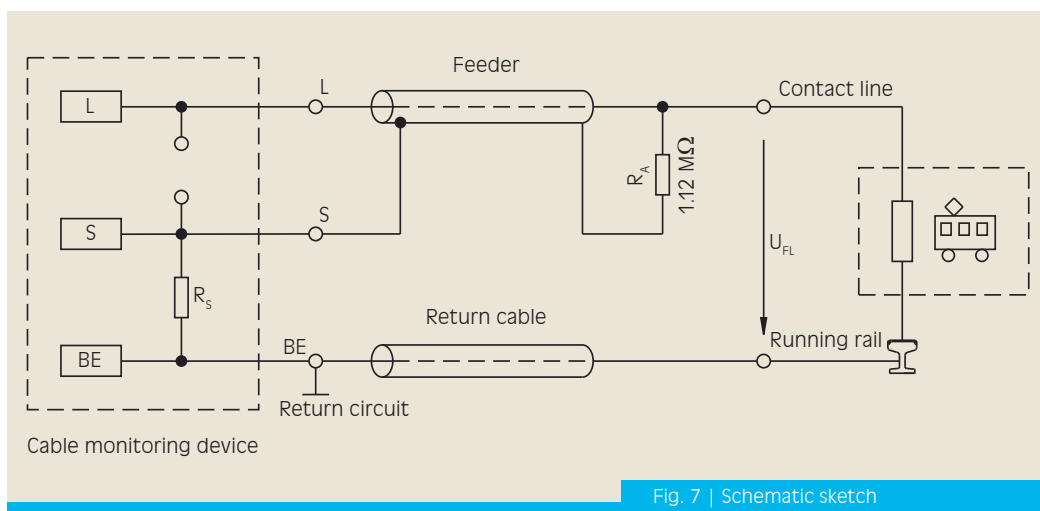 Feeder
L
L
Contact line
R_A
1.12 MΩ
S
S
U_FL
R_S
Return cable
BE
BE
Running rail
Return circuit
Cable monitoring device
Fig. 7 | Schematic sketch